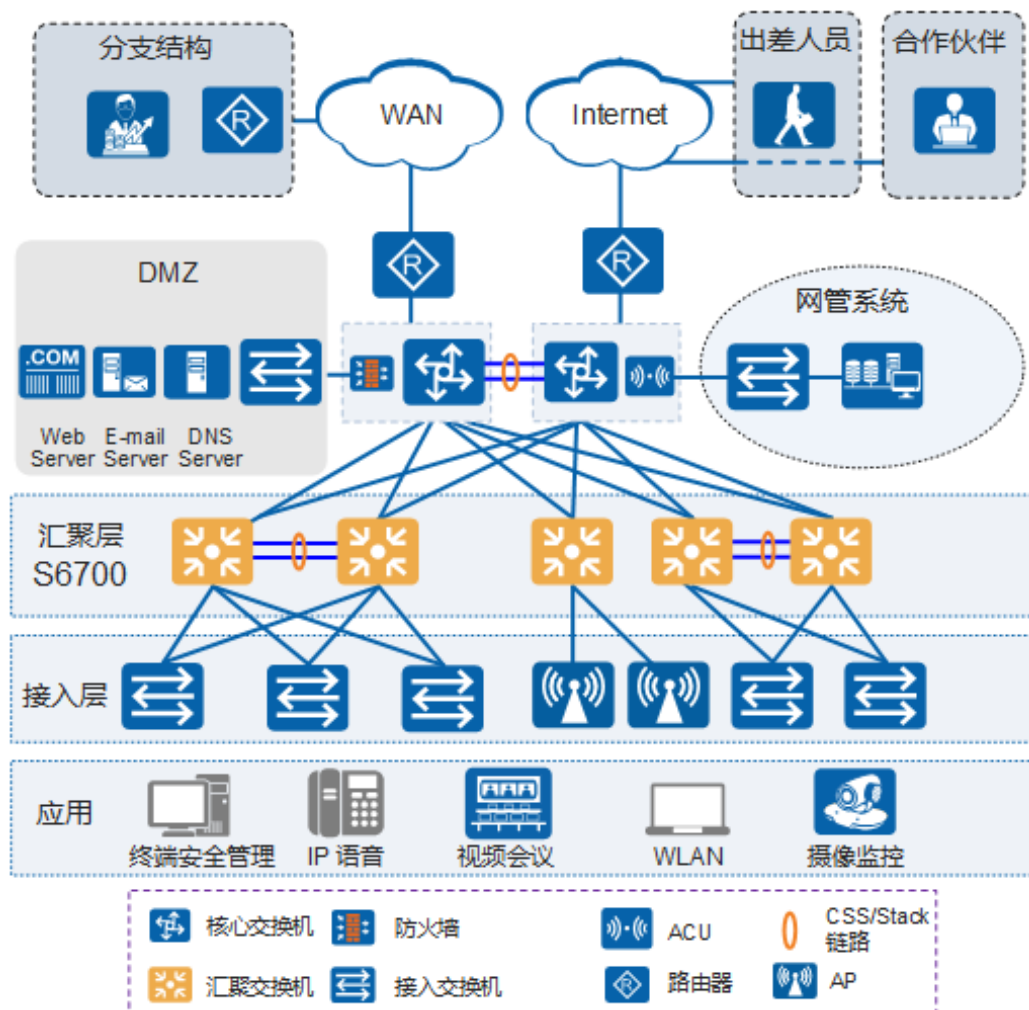 分支结构
WAN
Internet
出差人员
合作伙伴
R
R
R
DMZ
网管系统
.COM
Web
Server
E-mail
Server
DNS
Server
汇聚层
S6700
接入层
应用
终端安全管理
IP 语音
视频会议
WLAN
摄像监控
核心交换机
防火墙
ACU
CSS/Stack
链路
汇聚交换机
接入交换机
R
路由器
AP